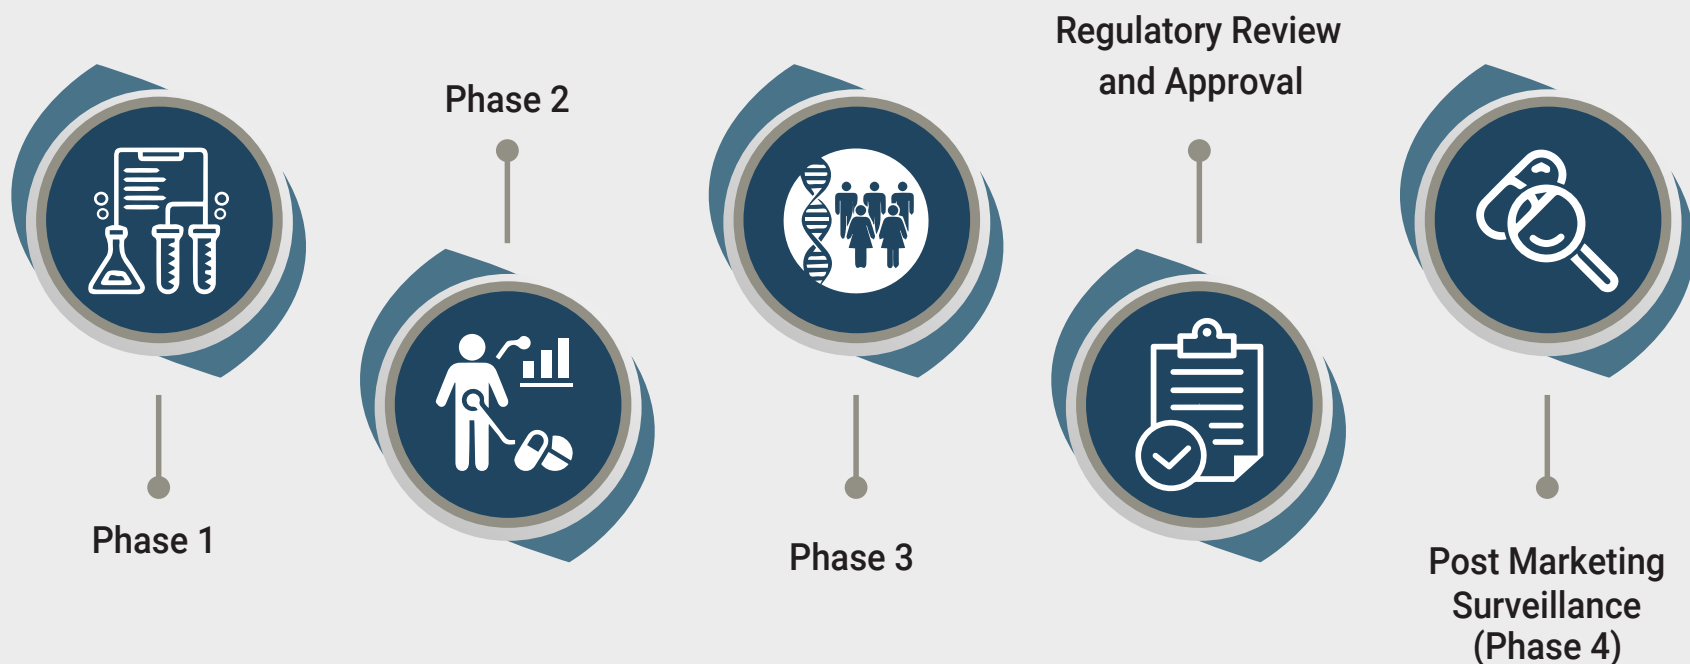 Phase 1
Phase 2
Phase 3
Regulatory Review
and Approval
Post Marketing
Surveillance
(Phase 4)